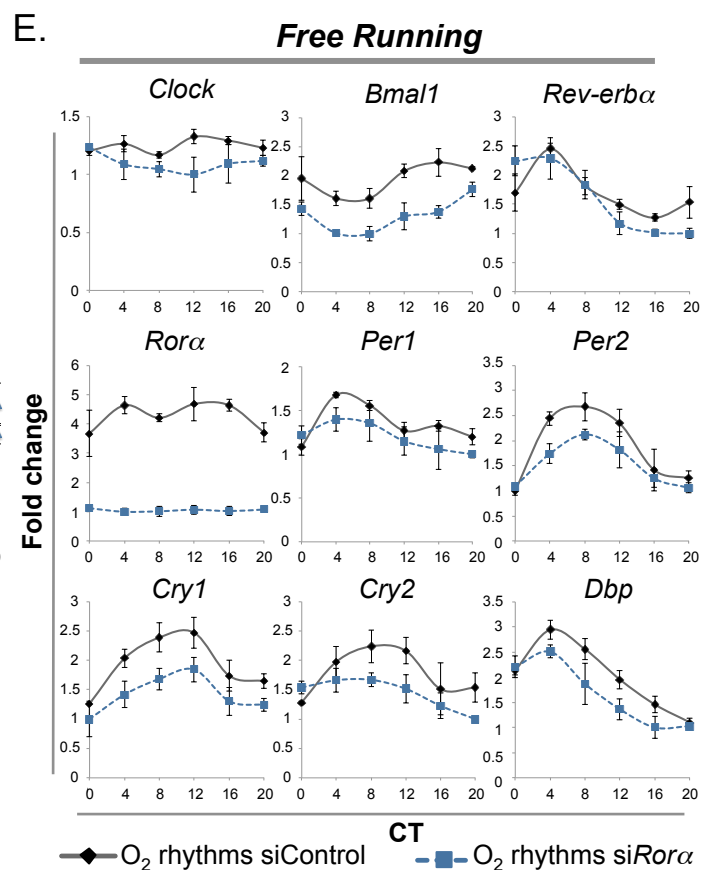 E.
Free Running
Clock Bmal1 Rev-erbα
1.5 3 3
2.5 2.5
1 2 2
1.5 1.5
0.5 1 1
0.5 0.5
0 0 0
0 4 8 12 16 20 0 4 8 12 16 20 0 4 8 12 16 20
Rorα Per1 Per2
6 2 3.5
5 3
4 1.5 2.5
3 1 2
2 1.5
1 0.5 1
0.5
0 0 0
0 4 8 12 16 20 0 4 8 12 16 20 0 4 8 12 16 20
Cry1 Cry2 Dbp
3 3 3.5
2.5 2.5 3
2 2 2.5
1.5 1.5 2
1 1 1.5
0.5 0.5 1
0.5
0 0 0
0 4 8 12 16 20 0 4 8 12 16 20 0 4 8 12 16 20
Fold change
CT
O₂ rhythms siControl O₂ rhythms siRorα